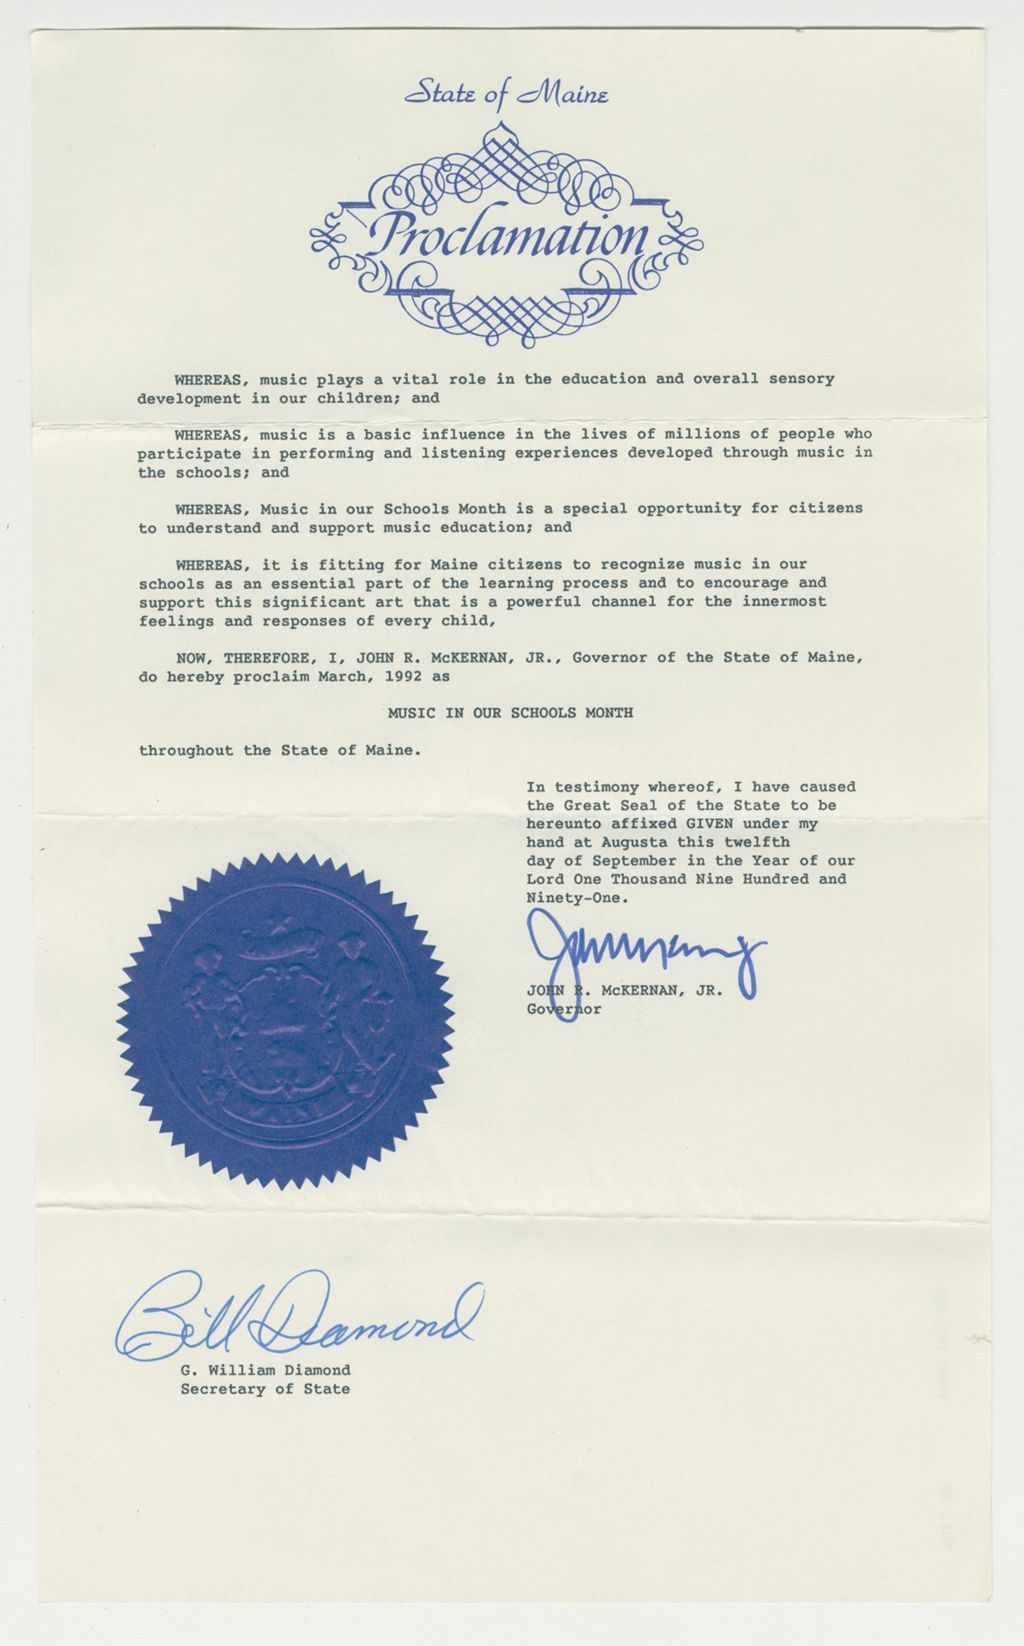 State of Maine
Proclamation
WHEREAS, music plays a vital role in the education and overall sensory
development in our children; and
WHEREAS, music is a basic influence in the lives of millions of people who
participate in performing and listening experiences developed through music in
the schools; and
WHEREAS, Music in our Schools Month is a special opportunity for citizens
to understand and support music education; and
WHEREAS, it is fitting for Maine citizens to recognize music in our
schools as an essential part of the learning process and to encourage and
support this significant art that is a powerful channel for the innermost
feelings and responses of every child,
NOW, THEREFORE, I, JOHN R. McKERNAN, JR., Governor of the State of Maine,
do hereby proclaim March, 1992 as
MUSIC IN OUR SCHOOLS MONTH
throughout the State of Maine.
In testimony whereof, I have caused
the Great Seal of the State to be
hereunto affixed GIVEN under my
hand at Augusta this twelfth
day of September in the Year of our
Lord One Thousand Nine Hundred and
Ninety-One.
JOHN R. McKERNAN, JR.
Governor
MAINE
Bill Diamond
G. William Diamond
Secretary of State